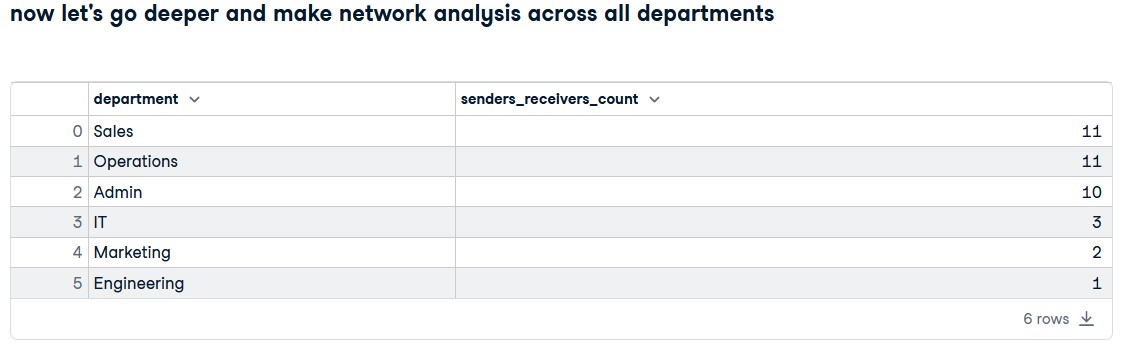 now let's go deeper and make network analysis across all departments
department senders_receivers_count
0 Sales 11
1 Operations 11
2 Admin 10
3 IT 3
4 Marketing 2
5 Engineering 1
6 rows